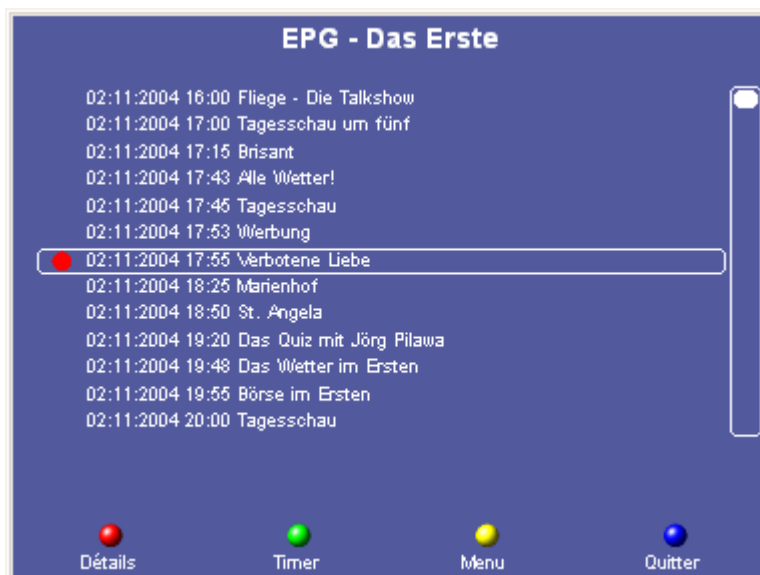 EPG - Das Erste
02:11:2004 16:00 Fliege - Die Talkshow
02:11:2004 17:00 Tagesschau um fünf
02:11:2004 17:15 Brisant
02:11:2004 17:43 Alle Wetter!
02:11:2004 17:45 Tagesschau
02:11:2004 17:53 Werbung
02:11:2004 17:55 Verbotene Liebe
02:11:2004 18:25 Marienhof
02:11:2004 18:50 St. Angela
02:11:2004 19:20 Das Quiz mit Jörg Pilawa
02:11:2004 19:48 Das Wetter im Ersten
02:11:2004 19:55 Börse im Ersten
02:11:2004 20:00 Tagesschau
Détails Timer Menu Quitter